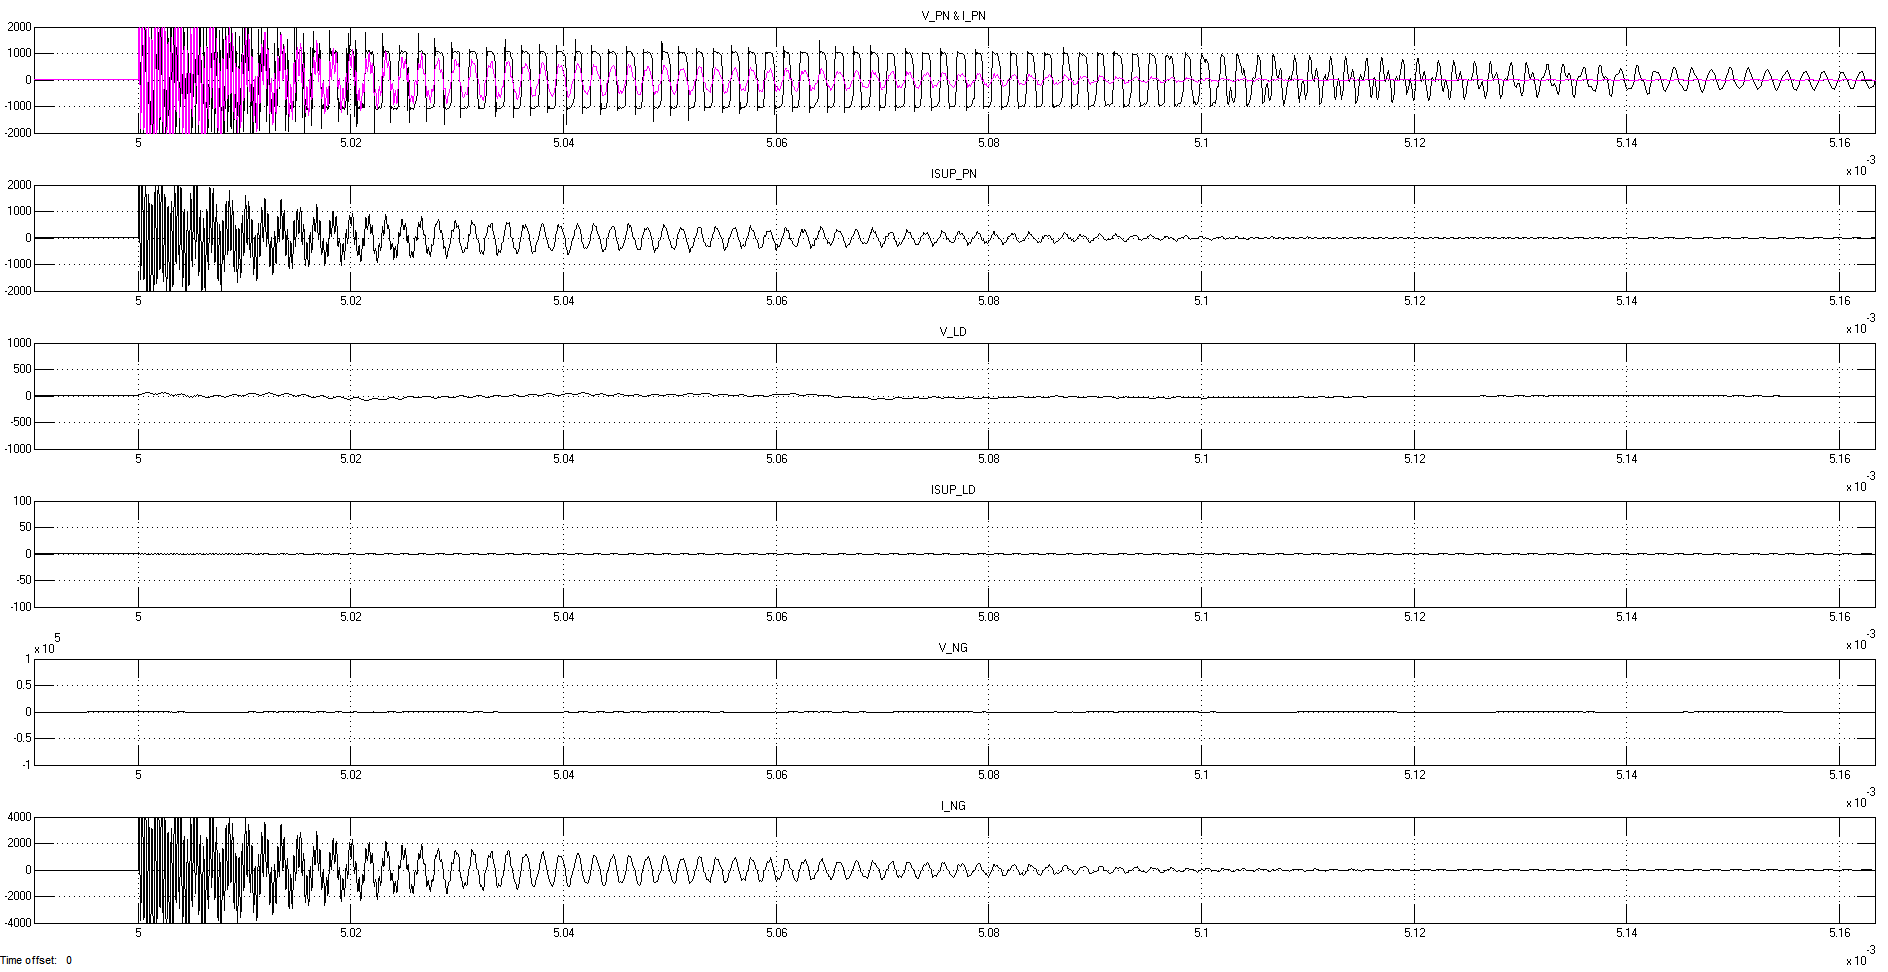 V_PN & I_PN
2000
1000
0
-1000
-2000
5 5.02 5.04 5.06 5.08 5.1 5.12 5.14 5.16
x 10 -3
ISUP_PN
2000
1000
0
-1000
-2000
5 5.02 5.04 5.06 5.08 5.1 5.12 5.14 5.16
x 10 -3
V_LD
1000
500
0
-500
-1000
5 5.02 5.04 5.06 5.08 5.1 5.12 5.14 5.16
x 10 -3
ISUP_LD
100
50
0
-50
-100
5 5.02 5.04 5.06 5.08 5.1 5.12 5.14 5.16
x 10 -3
x 10 5
V_NG
1
0.5
0
-0.5
-1
5 5.02 5.04 5.06 5.08 5.1 5.12 5.14 5.16
x 10 -3
I_NG
4000
2000
0
-2000
-4000
5 5.02 5.04 5.06 5.08 5.1 5.12 5.14 5.16
x 10 -3
Time offset: 0